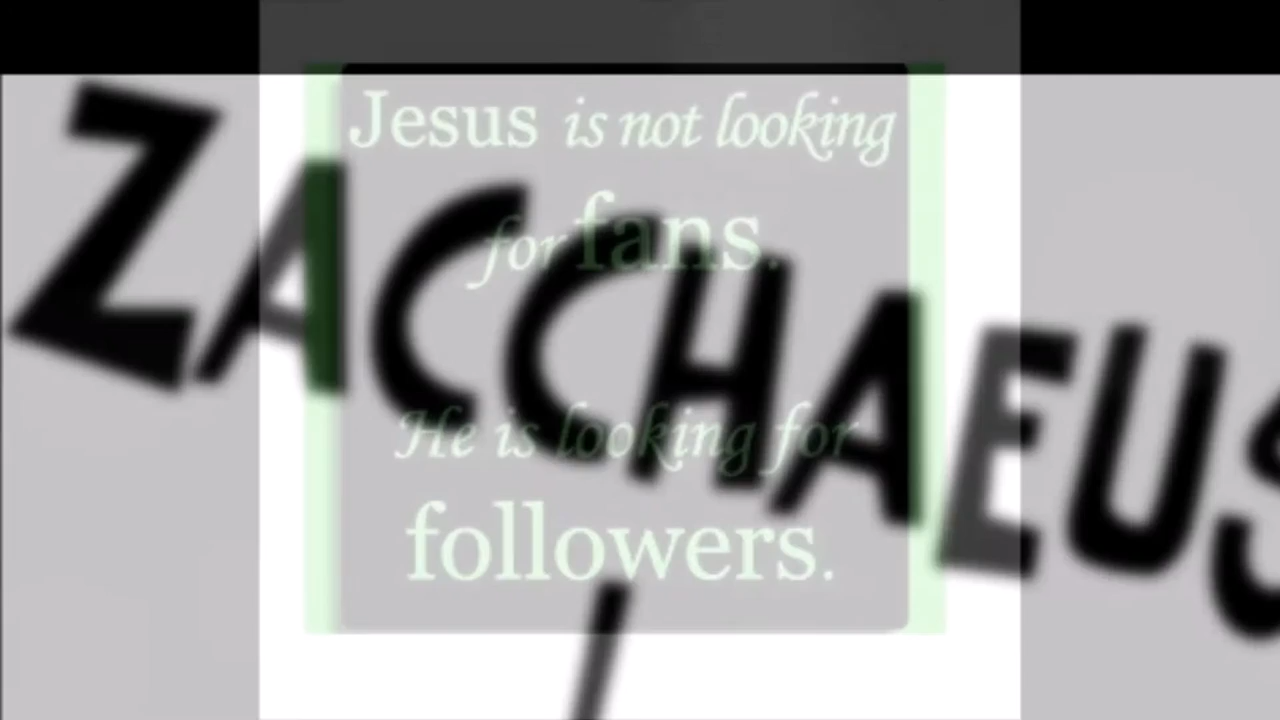 ZACCHAEUS
Jesus is not looking
for fans.
He is looking for
followers.